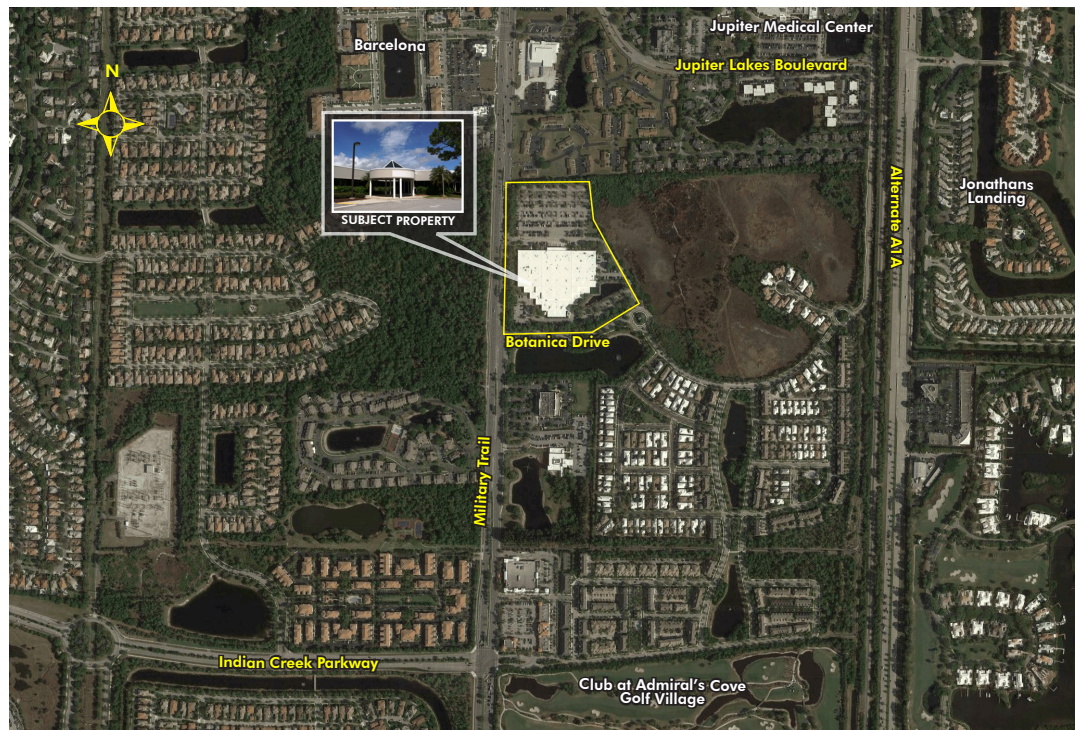 Jupiter Medical Center
Barcelona
Jupiter Lakes Boulevard
N
Alternate A1A
Jonathans
Landing
SUBJECT PROPERTY
Botanica Drive
Military Trail
Indian Creek Parkway
Club at Admiral's Cove
Golf Village